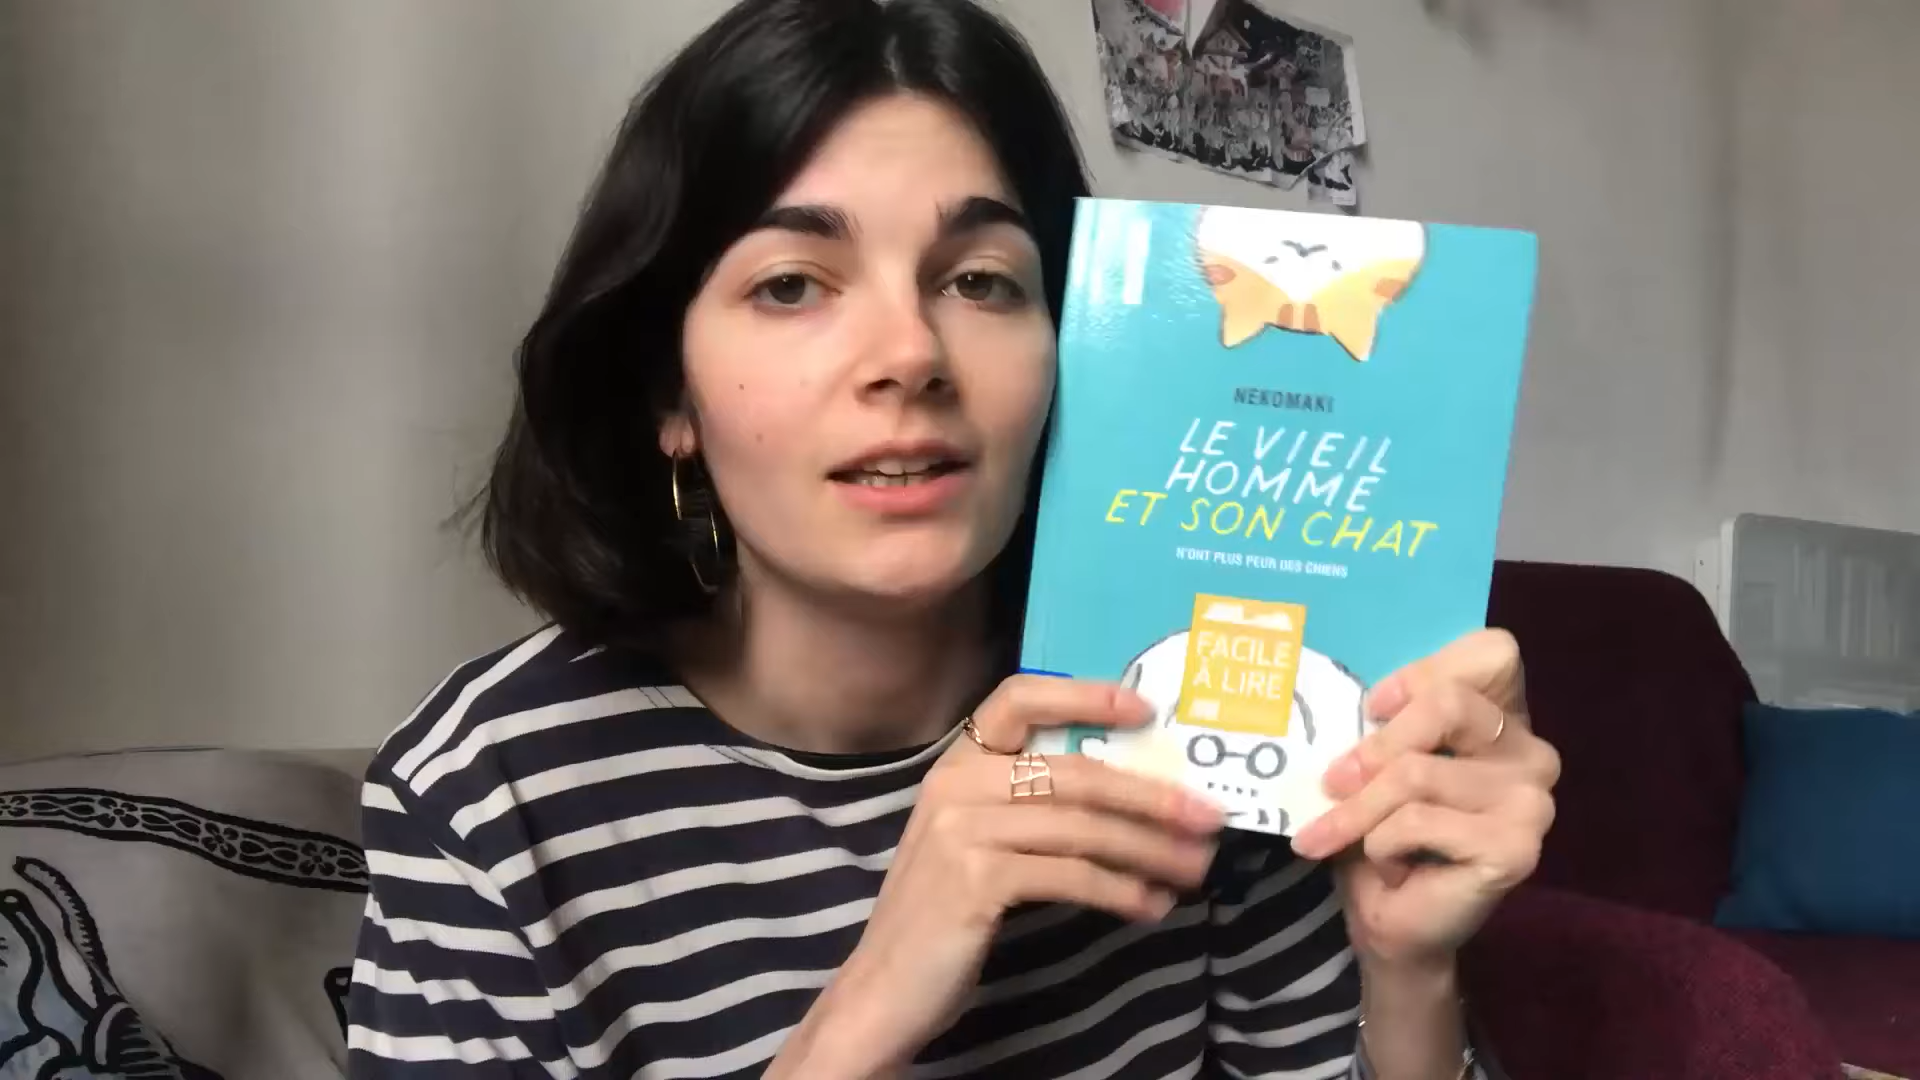 NEKOMAKI
LE VIEIL
HOMME
ET SON CHAT
N'ONT PLUS PEUR DES CHIENS
FACILE
À LIRE